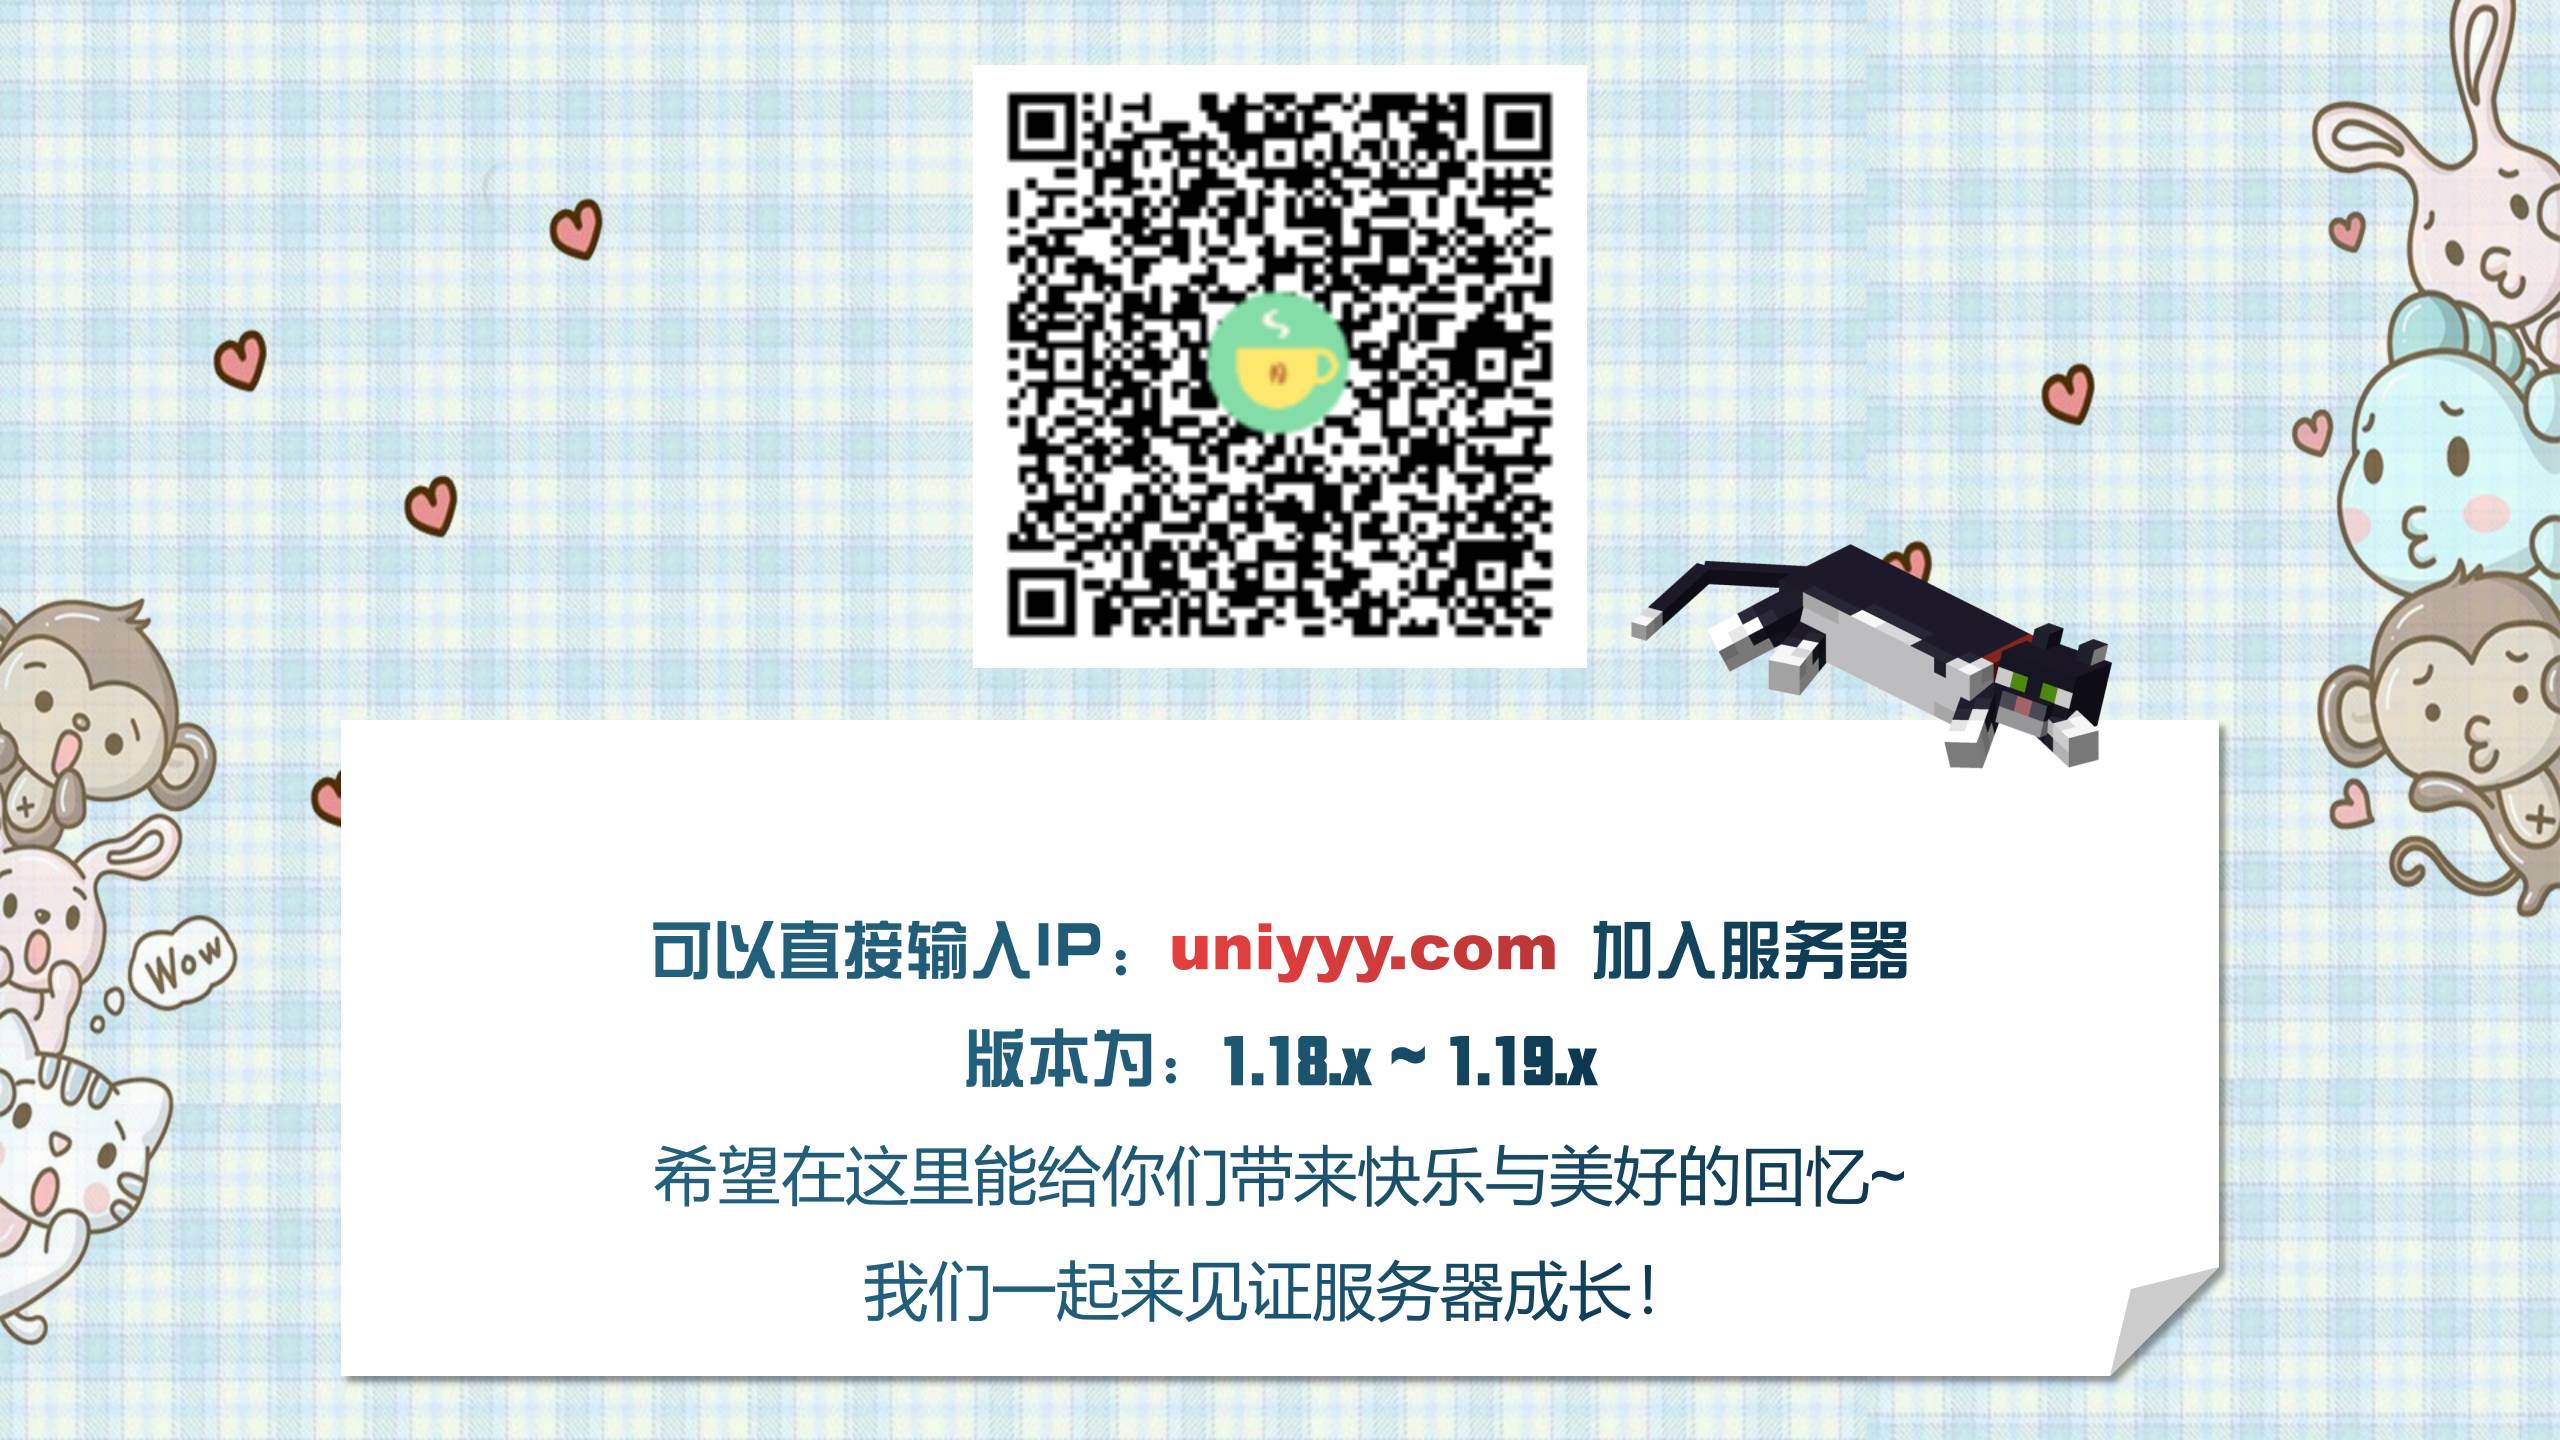 可以直接输入IP：uniyyy.com 加入服务器
版本为：1.18.x ~ 1.19.x
希望在这里能给你们带来快乐与美好的回忆~
我们一起来见证服务器成长！
Wow